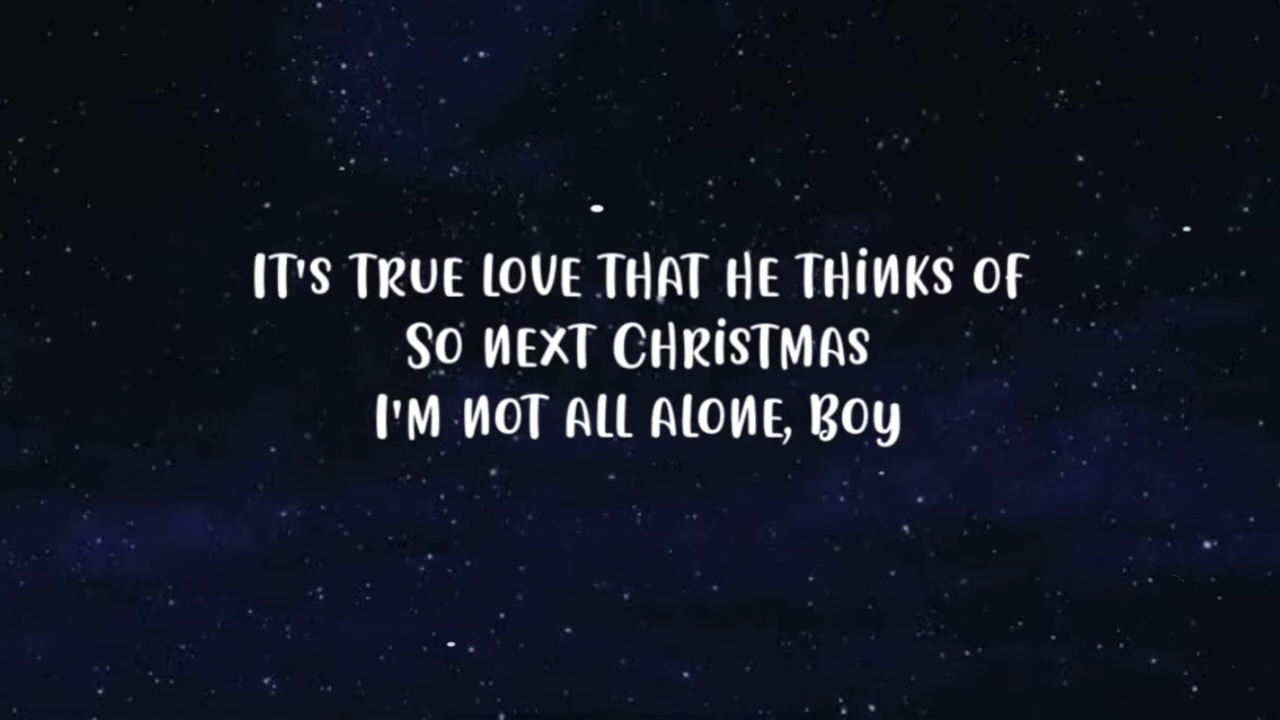 IT'S TRUE LOVE THAT HE THINKS OF
SO NEXT CHRISTMAS
I'M NOT ALL ALONE, BOY